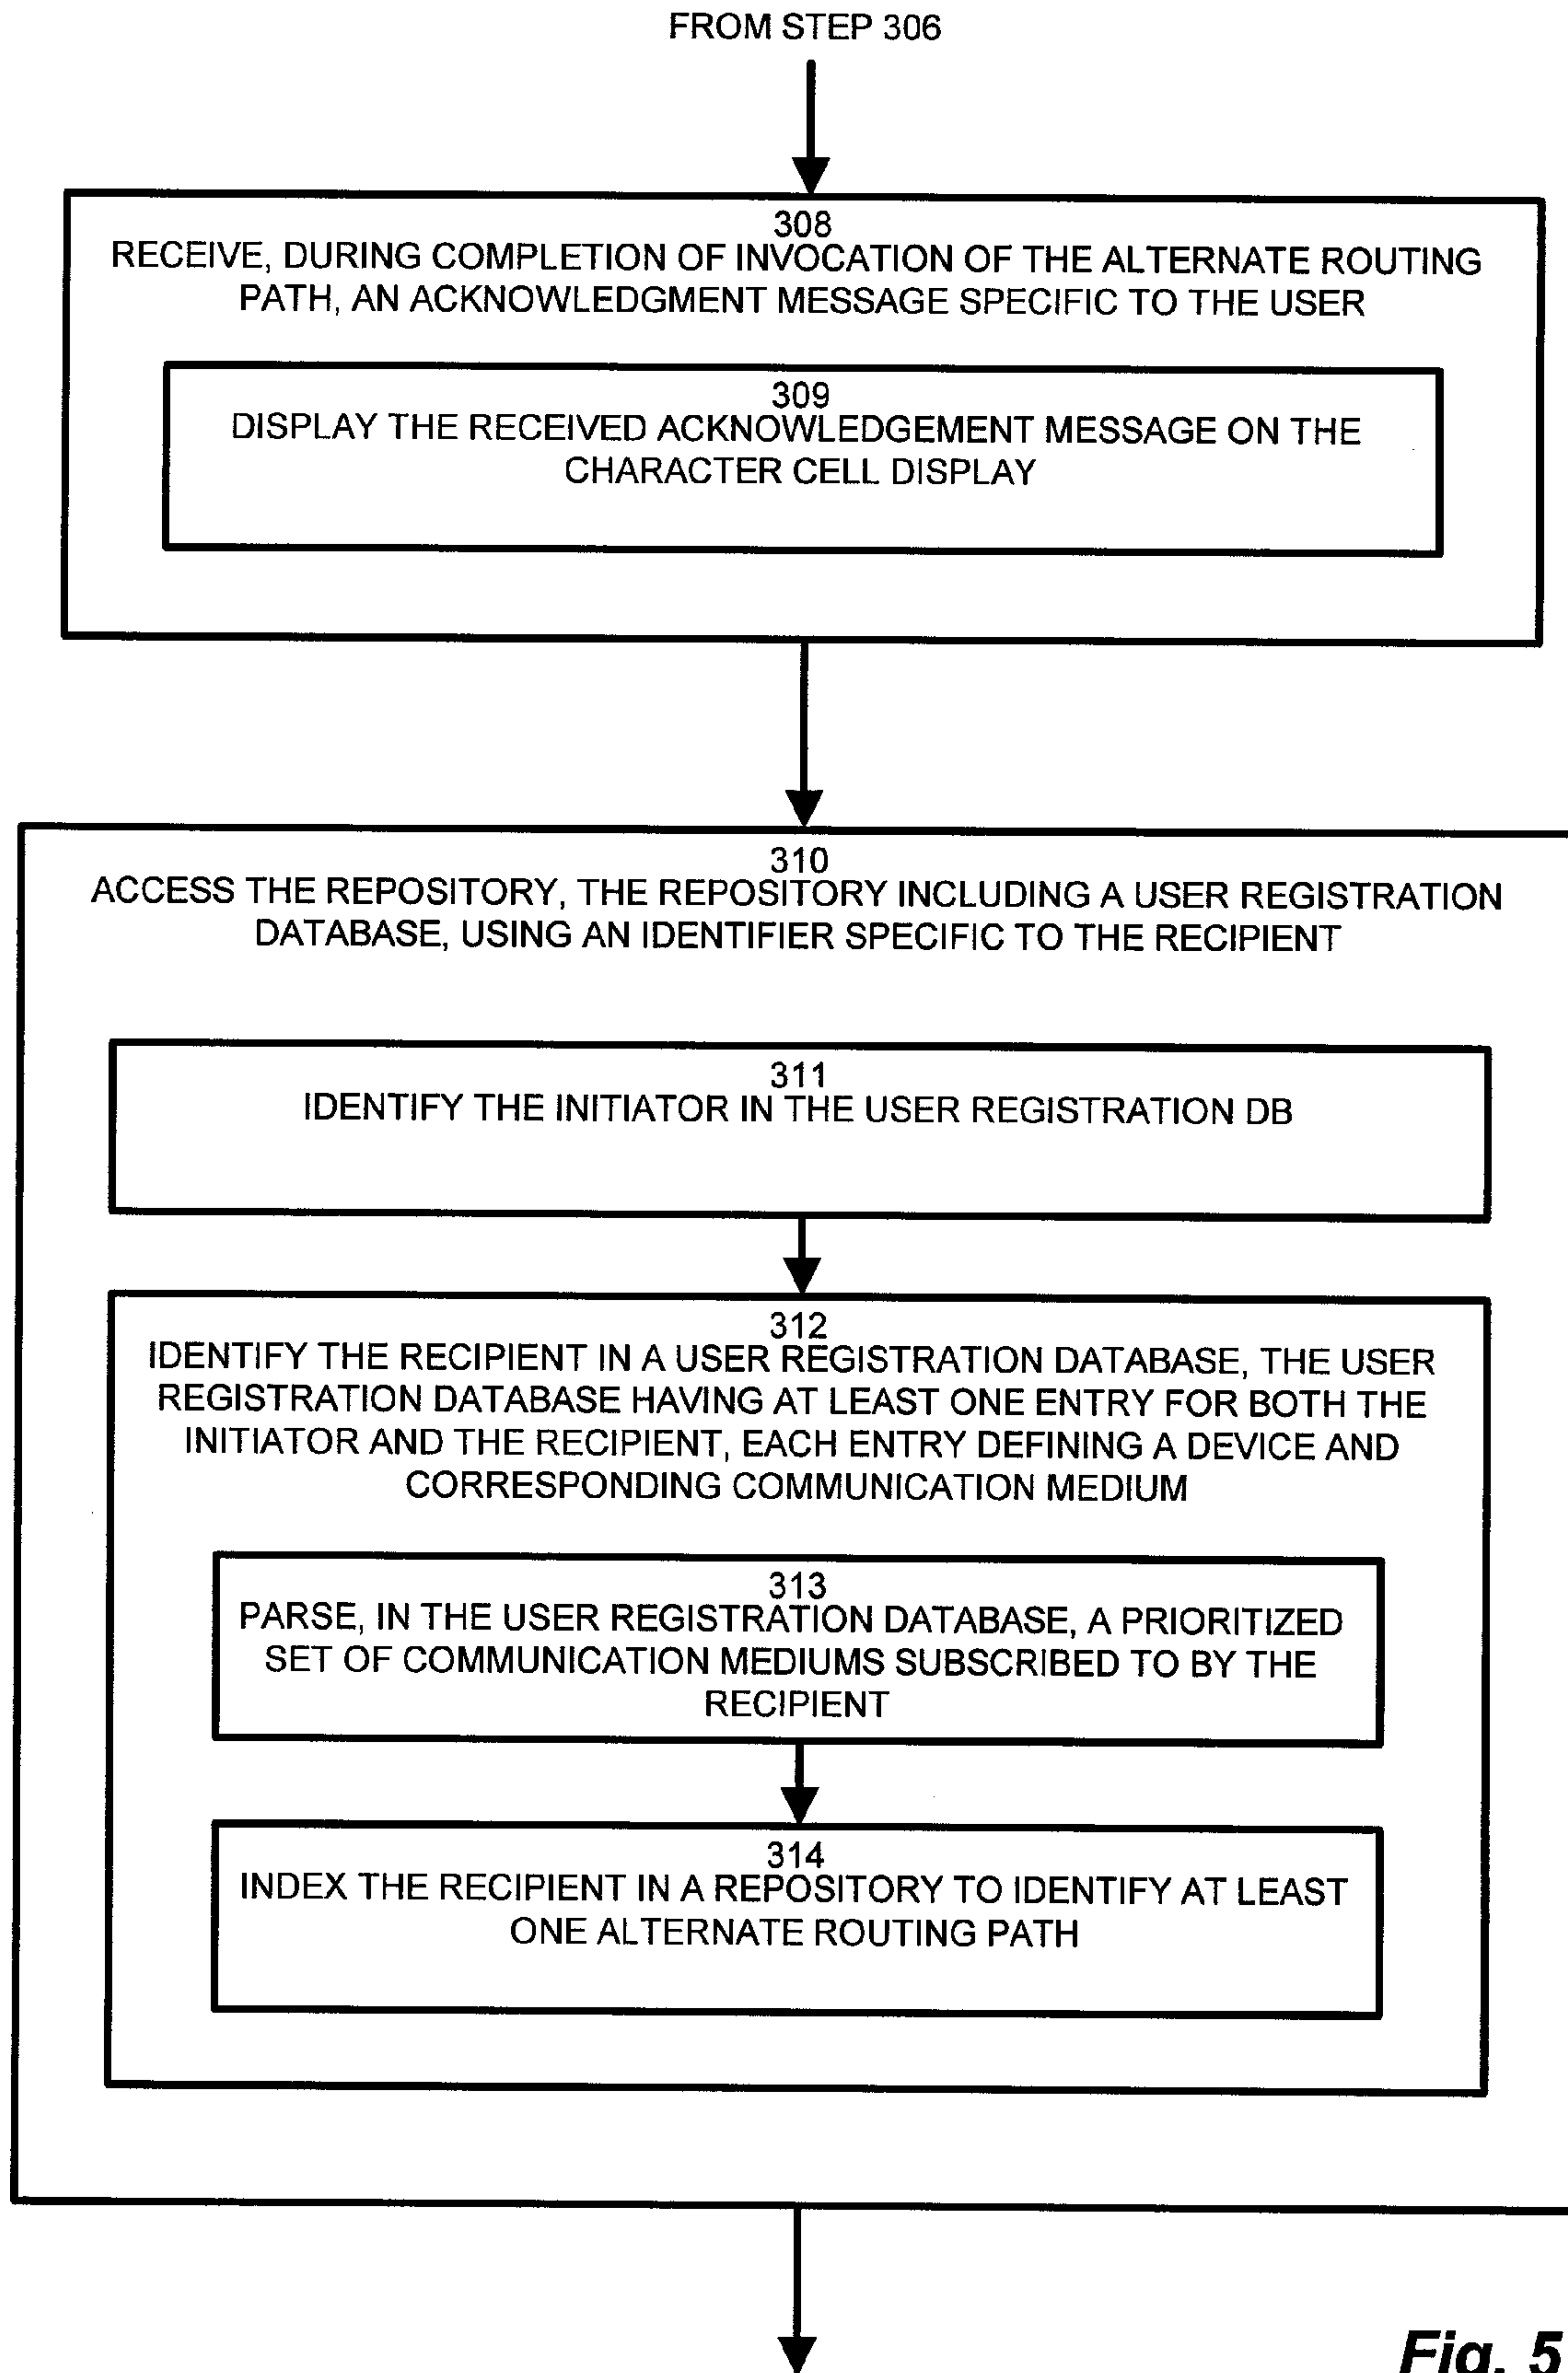 FROM STEP 306
308
RECEIVE, DURING COMPLETION OF INVOCATION OF THE ALTERNATE ROUTING
PATH, AN ACKNOWLEDGMENT MESSAGE SPECIFIC TO THE USER
309
DISPLAY THE RECEIVED ACKNOWLEDGEMENT MESSAGE ON THE
CHARACTER CELL DISPLAY
310
ACCESS THE REPOSITORY, THE REPOSITORY INCLUDING A USER REGISTRATION
DATABASE, USING AN IDENTIFIER SPECIFIC TO THE RECIPIENT
311
IDENTIFY THE INITIATOR IN THE USER REGISTRATION DB
312
IDENTIFY THE RECIPIENT IN A USER REGISTRATION DATABASE, THE USER
REGISTRATION DATABASE HAVING AT LEAST ONE ENTRY FOR BOTH THE
INITIATOR AND THE RECIPIENT, EACH ENTRY DEFINING A DEVICE AND
CORRESPONDING COMMUNICATION MEDIUM
313
PARSE, IN THE USER REGISTRATION DATABASE, A PRIORITIZED
SET OF COMMUNICATION MEDIUMS SUBSCRIBED TO BY THE
RECIPIENT
314
INDEX THE RECIPIENT IN A REPOSITORY TO IDENTIFY AT LEAST
ONE ALTERNATE ROUTING PATH
Fig. 5